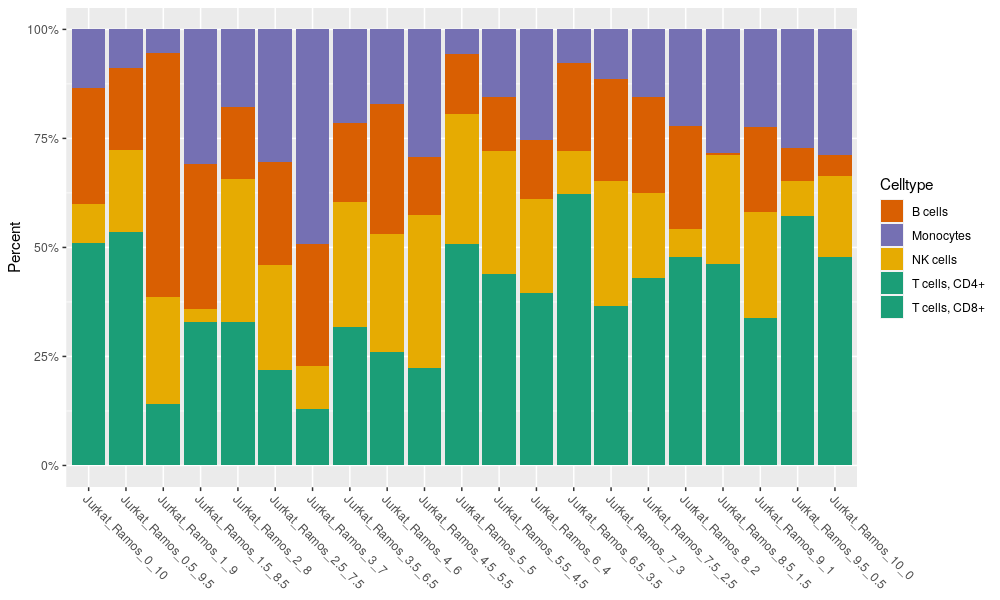 100%
75%
50%
25%
0%
Percent
Jurkat_Ramos_0_10
Jurkat_Ramos_0.5_9.5
Jurkat_Ramos_1_9
Jurkat_Ramos_1.5_8.5
Jurkat_Ramos_2_8
Jurkat_Ramos_2.5_7.5
Jurkat_Ramos_3_7
Jurkat_Ramos_3.5_6.5
Jurkat_Ramos_4_6
Jurkat_Ramos_4.5_5.5
Jurkat_Ramos_5_5
Jurkat_Ramos_5.5_4.5
Jurkat_Ramos_6_4
Jurkat_Ramos_6.5_3.5
Jurkat_Ramos_7_3
Jurkat_Ramos_7.5_2.5
Jurkat_Ramos_8_2
Jurkat_Ramos_8.5_1.5
Jurkat_Ramos_9_1
Jurkat_Ramos_9.5_0.5
Jurkat_Ramos_10_0
Celltype
B cells
Monocytes
NK cells
T cells, CD4+
T cells, CD8+